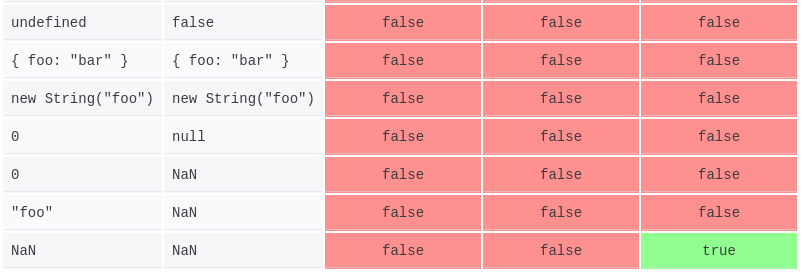 undefined false false false false
{ foo: "bar" } { foo: "bar" } false false false
new String("foo") new String("foo") false false false
0 null false false false
0 NaN false false false
"foo" NaN false false false
NaN NaN false false true